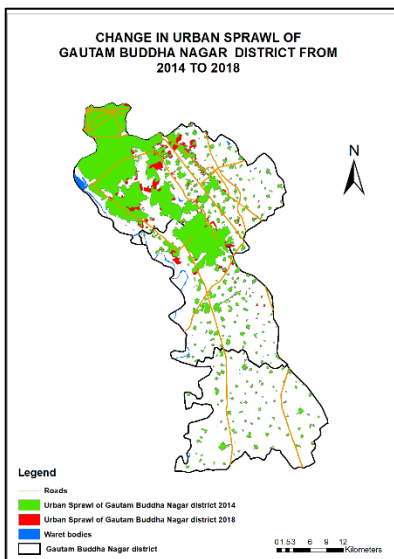 CHANGE IN URBAN SPRAWL OF
GAUTAM BUDDHA NAGAR DISTRICT FROM
2014 TO 2018
N
Legend
Roads
Urban Sprawl of Gautam Buddha Nagar district 2014
Urban Sprawl of Gautam Buddha Nagar district 2018
Waret bodies
Gautam Buddha Nagar district
0 1.5 3 6 9 12
Kilometers